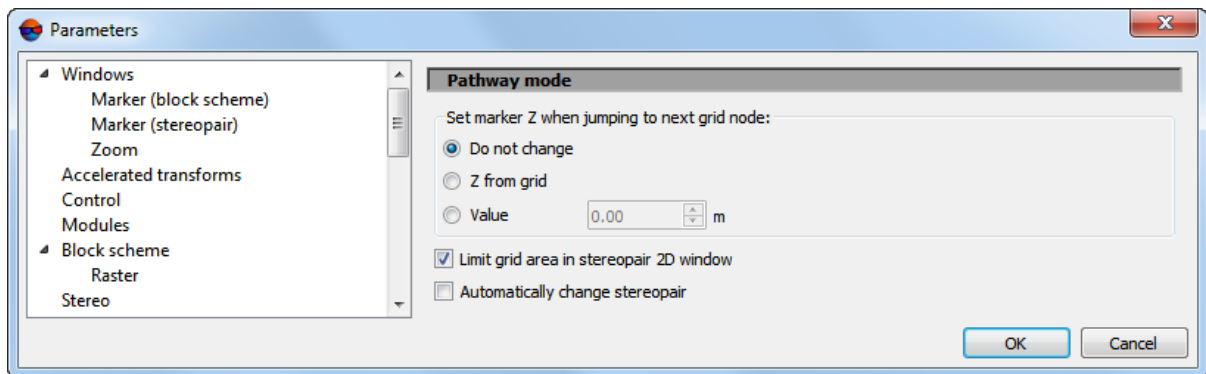 Parameters
Windows
Marker (block scheme)
Marker (stereopair)
Zoom
Accelerated transforms
Control
Modules
Block scheme
Raster
Stereo
Pathway mode
Set marker Z when jumping to next grid node:
Do not change
Z from grid
Value 0.00 m
Limit grid area in stereopair 2D window
Automatically change stereopair
OK Cancel